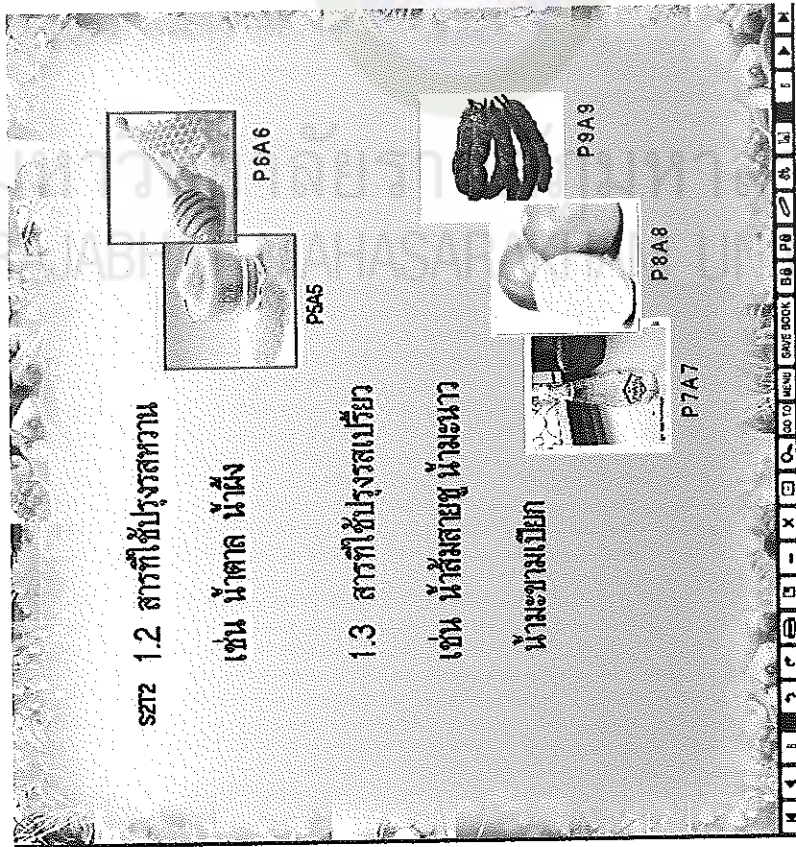 S2T2 1.2 สารที่ใช้ปรุงรสหวาน
เช่น น้ำตาล น้ำผึ้ง
P5A5
P6A6
1.3 สารที่ใช้ปรุงรสเปรี้ยว
เช่น น้ำส้มสายชู น้ำมะนาว
น้ำมะขามเปียก
P7A7
P8A8
P9A9
GO TO MENU SAVE BOOK